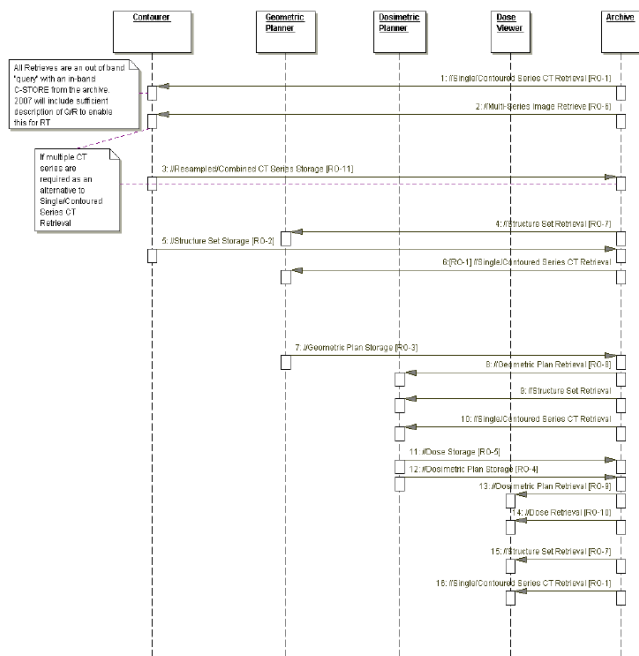 Contourer
Geometric
Planner
Dosimetric
Planner
Dose
Viewer
Archive
All Retrieves are an out of band
"query" with an in-band
C-STORE from the archive.
2007 will include sufficient
description of Q/R to enable
this for RT
1: //Single/Contoured Series CT Retrieval [RO-1]
2: //Multi-Series Image Retrieve [RO-6]
If multiple CT
series are
required as an
alternative to
Single/Contoured
Series CT
Retrieval
3: //Resampled/Combined CT Series Storage [RO-11]
4: //Structure Set Retrieval [RO-7]
5: //Structure Set Storage [RO-2]
6:[RO-1] //Single/Contoured Series CT Retrieval
7: //Geometric Plan Storage [RO-3]
8: //Geometric Plan Retrieval [RO-8]
9: //Structure Set Retrieval
10: //Single/Contoured Series CT Retrieval
11: //Dose Storage [RO-5]
12: //Dosimetric Plan Storage [RO-4]
13: //Dosimetric Plan Retrieval [RO-9]
14: //Dose Retrieval [RO-10]
15: //Structure Set Retrieval [RO-7]
16: //Single/Contoured Series CT Retrieval [RO-1]